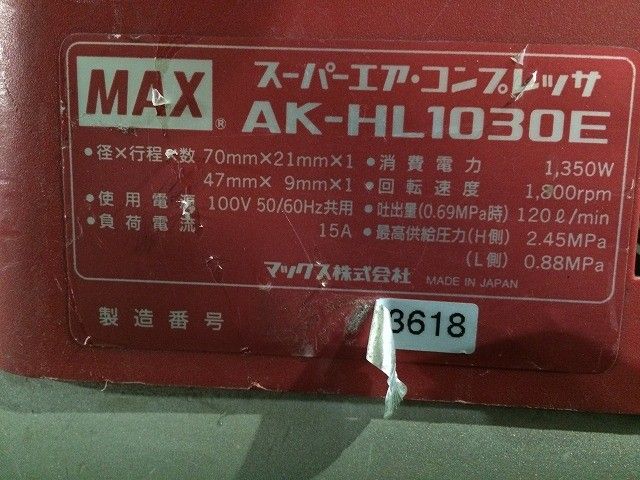 MAX® スーパーエア・コンプレッサ
AK-HL1030E
●径×行程×数 70mm×21mm×1
47mm× 9mm×1
●使用電源 100V 50/60Hz共用
●負荷電流 15A
●消費電力 1,350W
●回転速度 1,800rpm
●吐出量(0.69MPa時) 120ℓ/min
●最高供給圧力(H側) 2.45MPa
(L側) 0.88MPa
マックス株式会社 MADE IN JAPAN
製造番号 3618